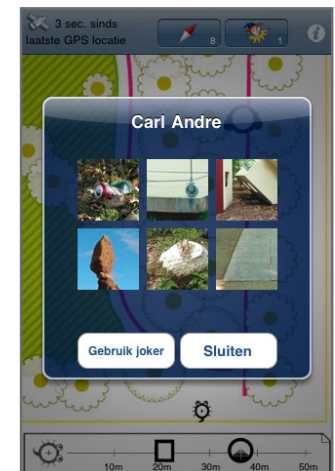 3 sec. sinds
laatste GPS locatie
8
1
i
Carl Andre
Gebruik joker
Sluiten
10m
20m
30m
40m
50m